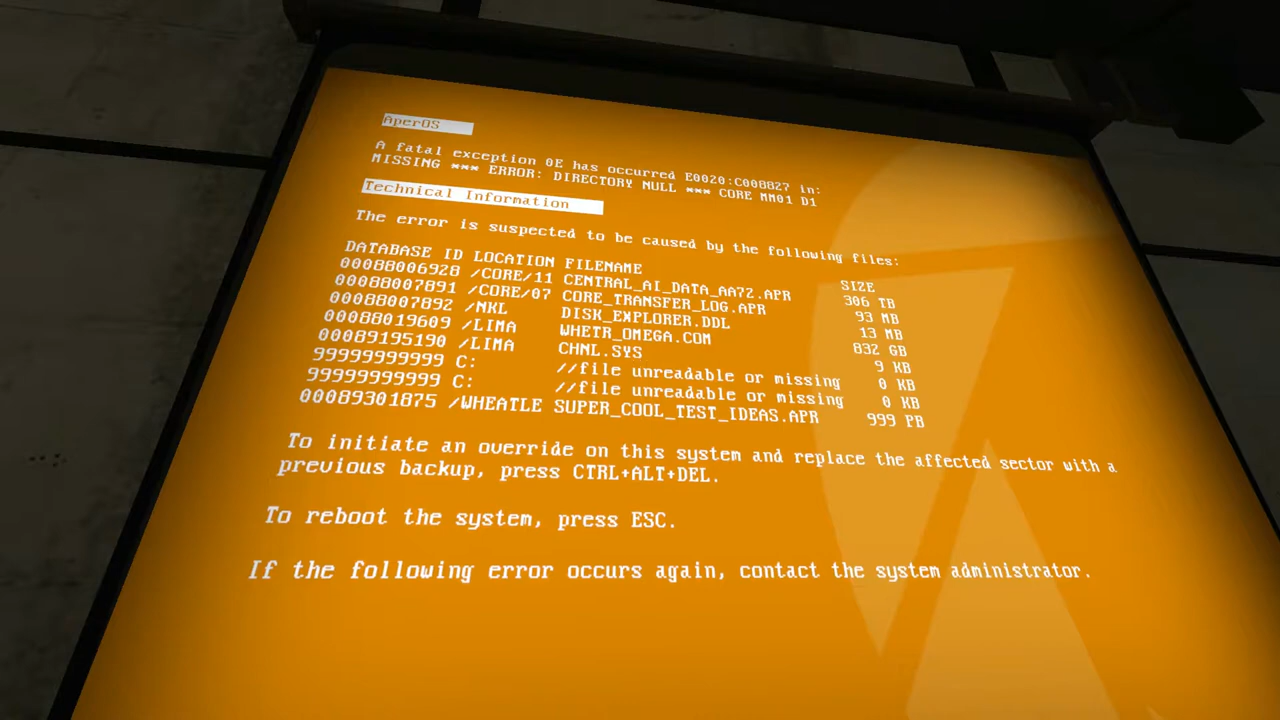 AperOS
A fatal exception 0E has occurred E0020:C008827 in:
MISSING *** ERROR: DIRECTORY NULL *** CORE MM01 D1
Technical Information
The error is suspected to be caused by the following files:
DATABASE ID LOCATION FILENAME SIZE
00088006928 /CORE/11 CENTRAL_AI_DATA_AA72.APR 306 TB
00088007891 /CORE/07 CORE_TRANSFER_LOG.APR 93 MB
00088007892 /NKL DISK_EXPLORER.DDL 13 MB
00088019609 /LIMA WHETR_OMEGA.COM 832 GB
00089195190 /LIMA CHNL.SYS 9 KB
99999999999 C: //file unreadable or missing 0 KB
99999999999 C: //file unreadable or missing 0 KB
00089301875 /WHEATLE SUPER_COOL_TEST_IDEAS.APR 999 PB
To initiate an override on this system and replace the affected sector with a
previous backup, press CTRL+ALT+DEL.
To reboot the system, press ESC.
If the following error occurs again, contact the system administrator.